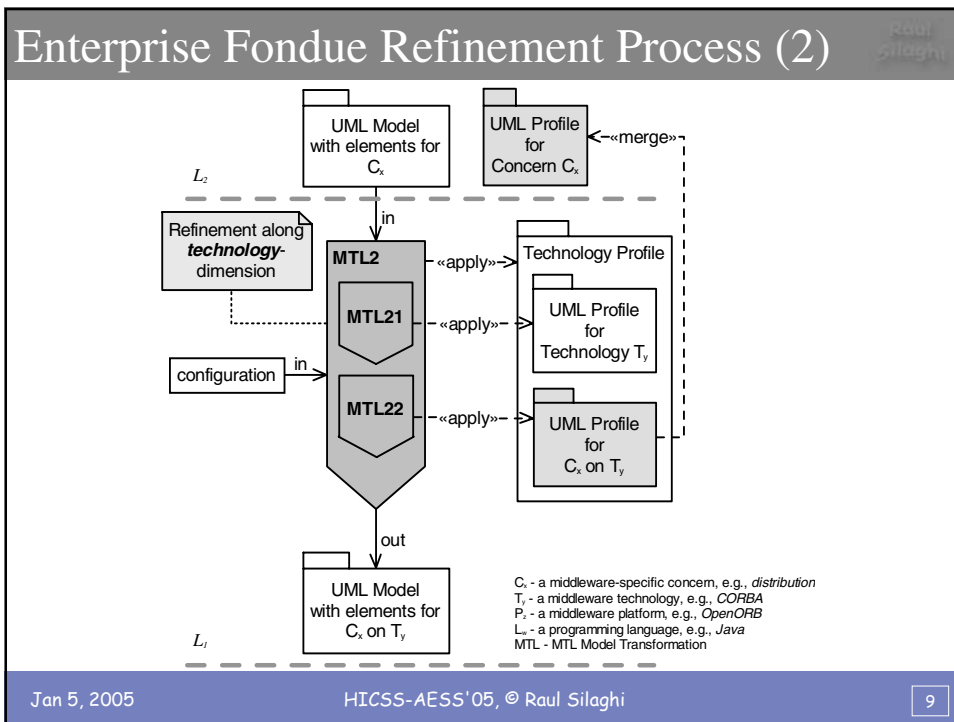 Enterprise Fondue Refinement Process (2)
Raul
Silaghi
UML Model
with elements for
Cx
UML Profile
for
Concern Cx
«merge»
L2
in
Refinement along
technology-
dimension
MTL2
«apply»
Technology Profile
MTL21
«apply»
UML Profile
for
Technology Ty
configuration
in
MTL22
«apply»
UML Profile
for
Cx on Ty
out
UML Model
with elements for
Cx on Ty
Cx - a middleware-specific concern, e.g., distribution
Ty - a middleware technology, e.g., CORBA
Pz - a middleware platform, e.g., OpenORB
Lw - a programming language, e.g., Java
MTL - MTL Model Transformation
L1
Jan 5, 2005
HICSS-AESS'05, © Raul Silaghi
9